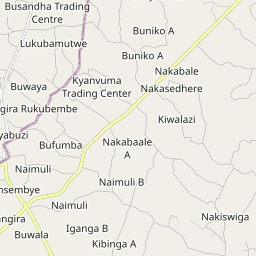 Busandha Trading
Centre
Buniko A
Lukubamutwe
Buniko A
Nakabale
Buwaya
Kyanvuma
Trading Center
Nakasedhere
gira Rukubembe
Kiwalazi
yabuzi
Bufumba
Nakabaale
A
Naimuli
Naimuli B
nsembye
Naimuli
Nakiswiga
angira
Iganga B
Buwala
Kibinga A